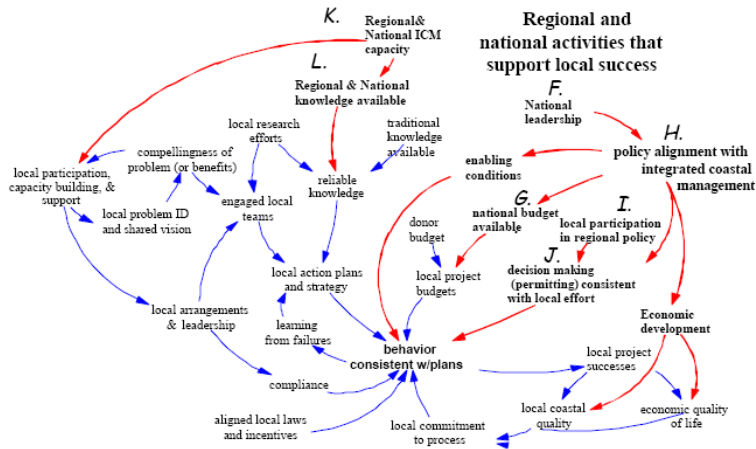 K.
Regional&
National ICM
capacity
Regional and
national activities that
support local success
L.
Regional & National
knowledge available
F.
National
leadership
H.
policy alignment with
integrated coastal
management
local research
efforts
traditional
knowledge
available
enabling
conditions
compellingness of
problem (or benefits)
local participation,
capacity building, &
support
reliable
knowledge
engaged local
teams
local problem ID
and shared vision
G.
national budget
available
I.
local participation
in regional policy
donor
budget
J.
decision making
(permitting) consistent
with local effort
local project
budgets
local action plans
and strategy
local arrangements
& leadership
learning
from failures
Economic
development
behavior
consistent w/plans
local project
successes
compliance
local coastal
quality
economic quality
of life
aligned local laws
and incentives
local commitment
to process